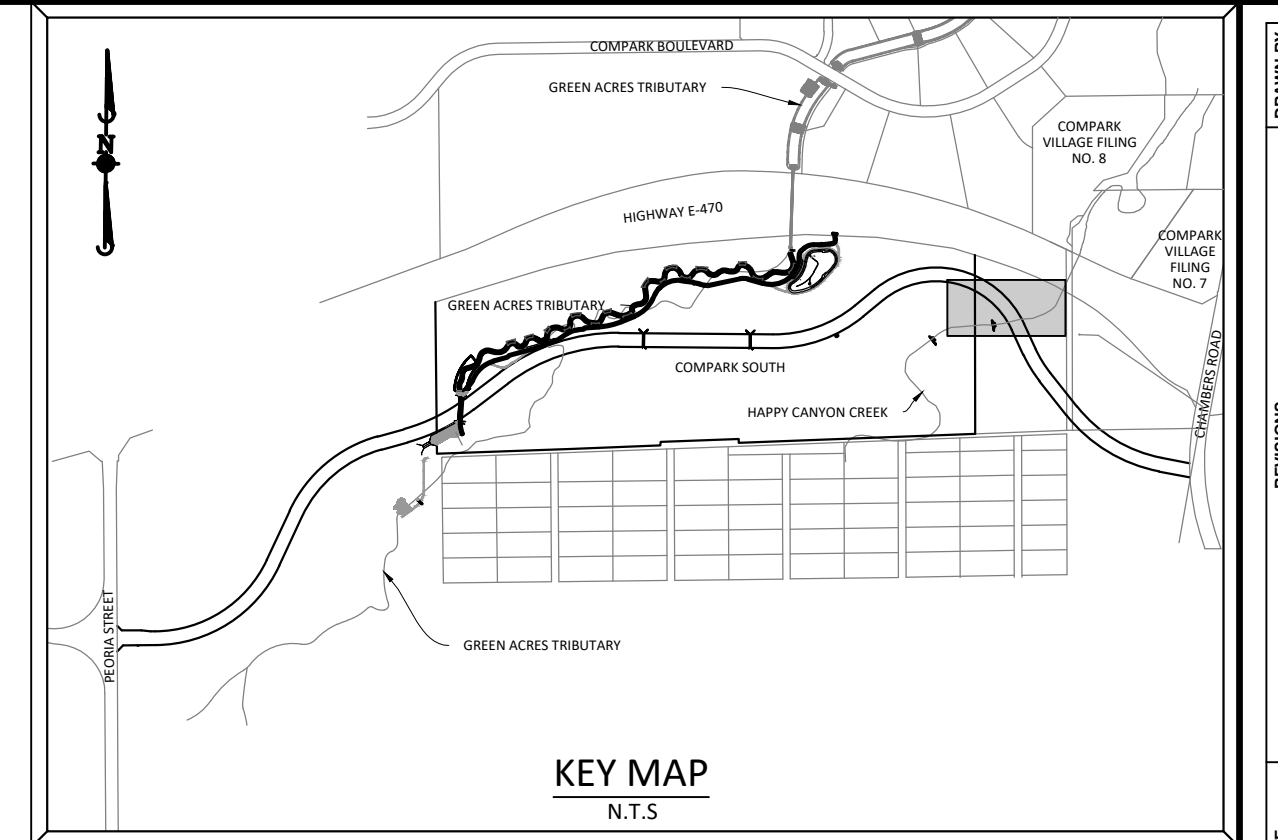 COMPARK BOULEVARD
GREEN ACRES TRIBUTARY
COMPARK
VILLAGE FILING
NO. 8
N
HIGHWAY E-470
COMPARK
VILLAGE
FILING
NO. 7
GREEN ACRES TRIBUTARY
COMPARK SOUTH
CHAMBERS ROAD
HAPPY CANYON CREEK
PEORIA STREET
GREEN ACRES TRIBUTARY
KEY MAP
N.T.S